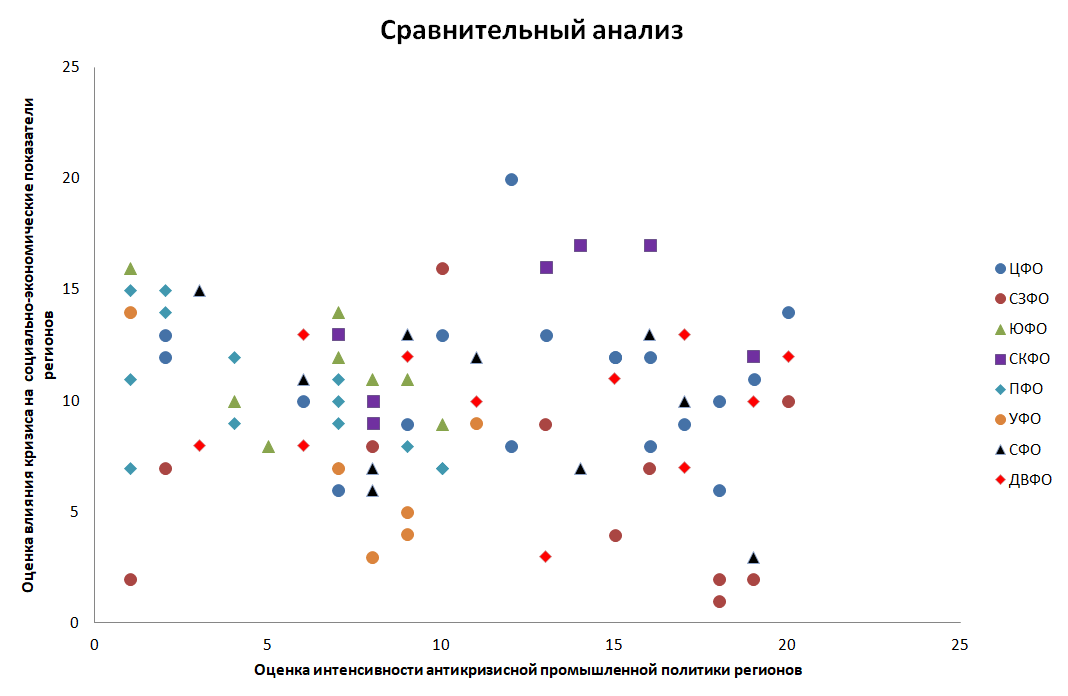 Сравнительный анализ
Оценка влияния кризиса на социально-экономические показатели
регионов
25
20
15
10
5
0
0 5 10 15 20 25
Оценка интенсивности антикризисной промышленной политики регионов
ЦФО
СЗФО
ЮФО
СКФО
ПФО
УФО
СФО
ДВФО